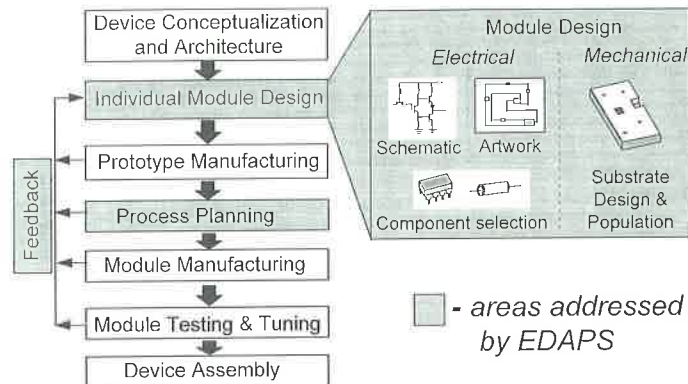 Device Conceptualization
and Architecture
Individual Module Design
Prototype Manufacturing
Process Planning
Module Manufacturing
Module Testing & Tuning
Device Assembly
Feedback
Module Design
Electrical
Mechanical
Schematic
Artwork
Component selection
Substrate
Design &
Population
- areas addressed
by EDAPS